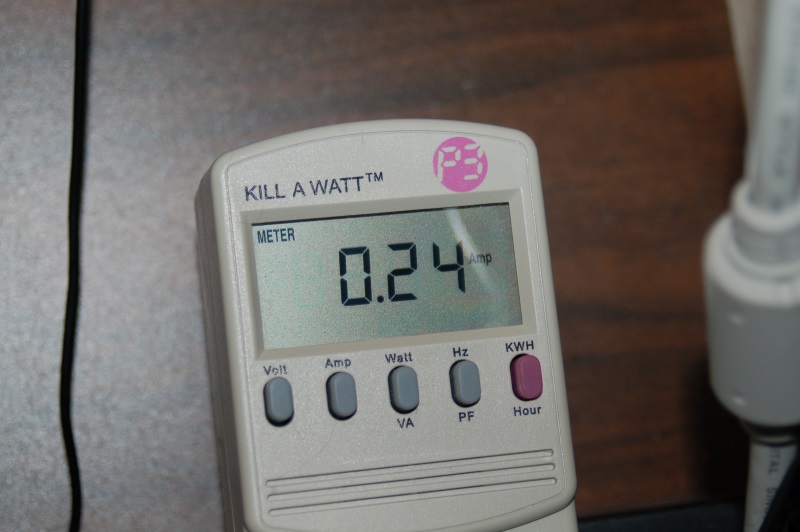 P3
KILL A WATT™
METER
0.24 Amp
Volt Amp Watt Hz KWH
VA PF Hour